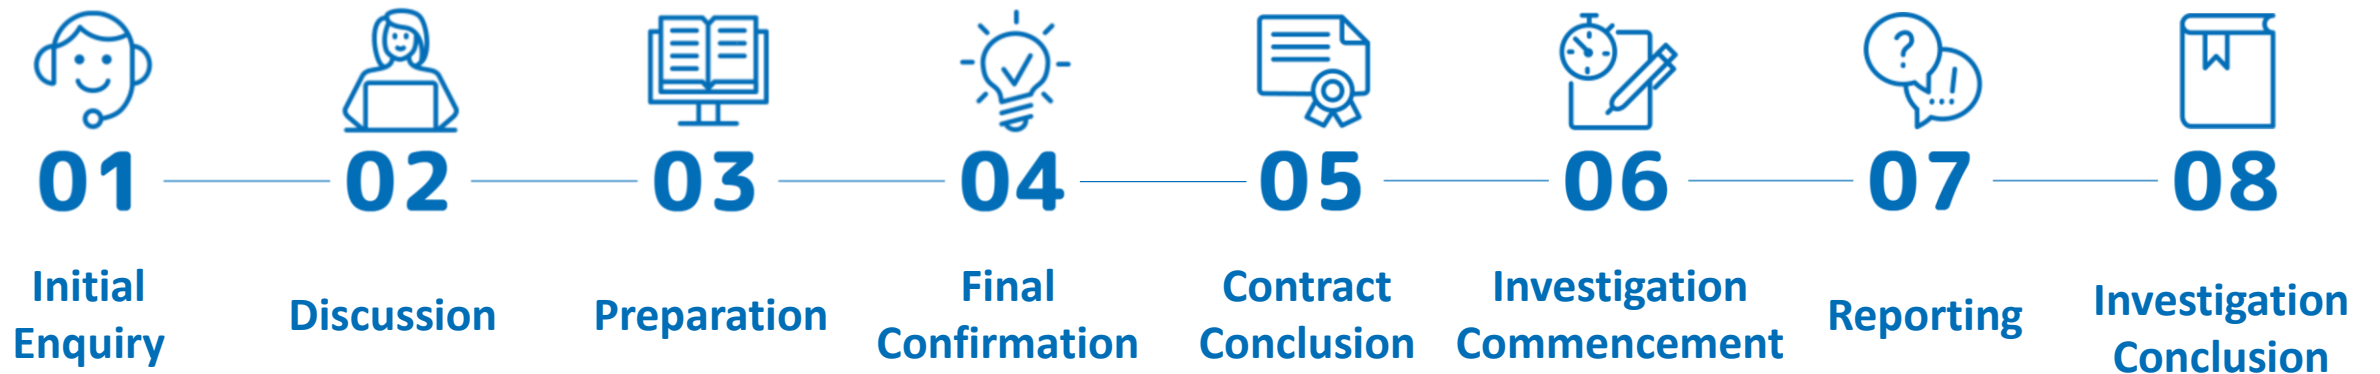 01 02 03 04 05 06 07 08
Initial
Enquiry
Discussion
Preparation
Final
Confirmation
Contract
Conclusion
Investigation
Commencement
Reporting
Investigation
Conclusion